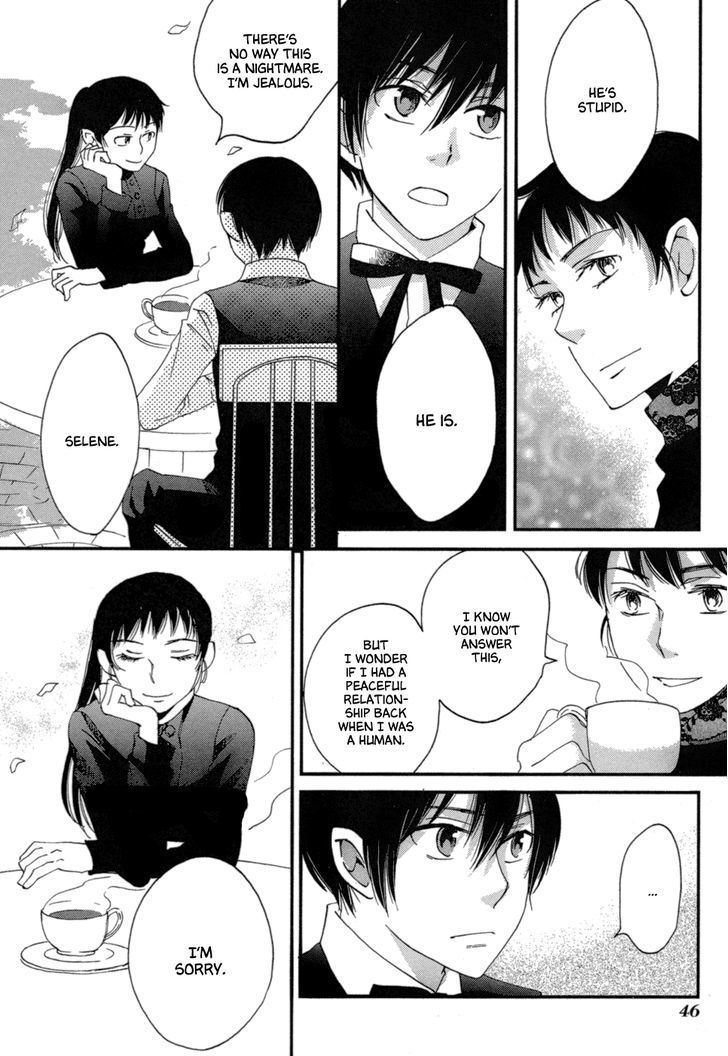 HE'S
STUPID.
HE IS.
THERE'S
NO WAY THIS
IS A NIGHTMARE.
I'M JEALOUS.
SELENE.
I KNOW
YOU WON'T
ANSWER
THIS,
BUT
I WONDER
IF I HAD A
PEACEFUL
RELATION-
SHIP BACK
WHEN I WAS
A HUMAN.
...
I'M
SORRY.
46